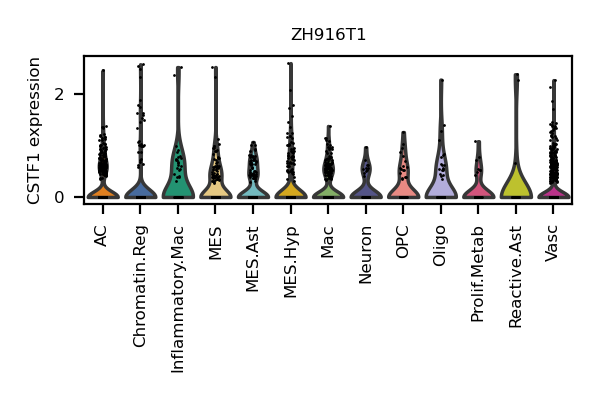 ZH916T1
CSTF1 expression
2
0
AC
Chromatin.Reg
Inflammatory.Mac
MES
MES.Ast
MES.Hyp
Mac
Neuron
OPC
Oligo
Prolif.Metab
Reactive.Ast
Vasc